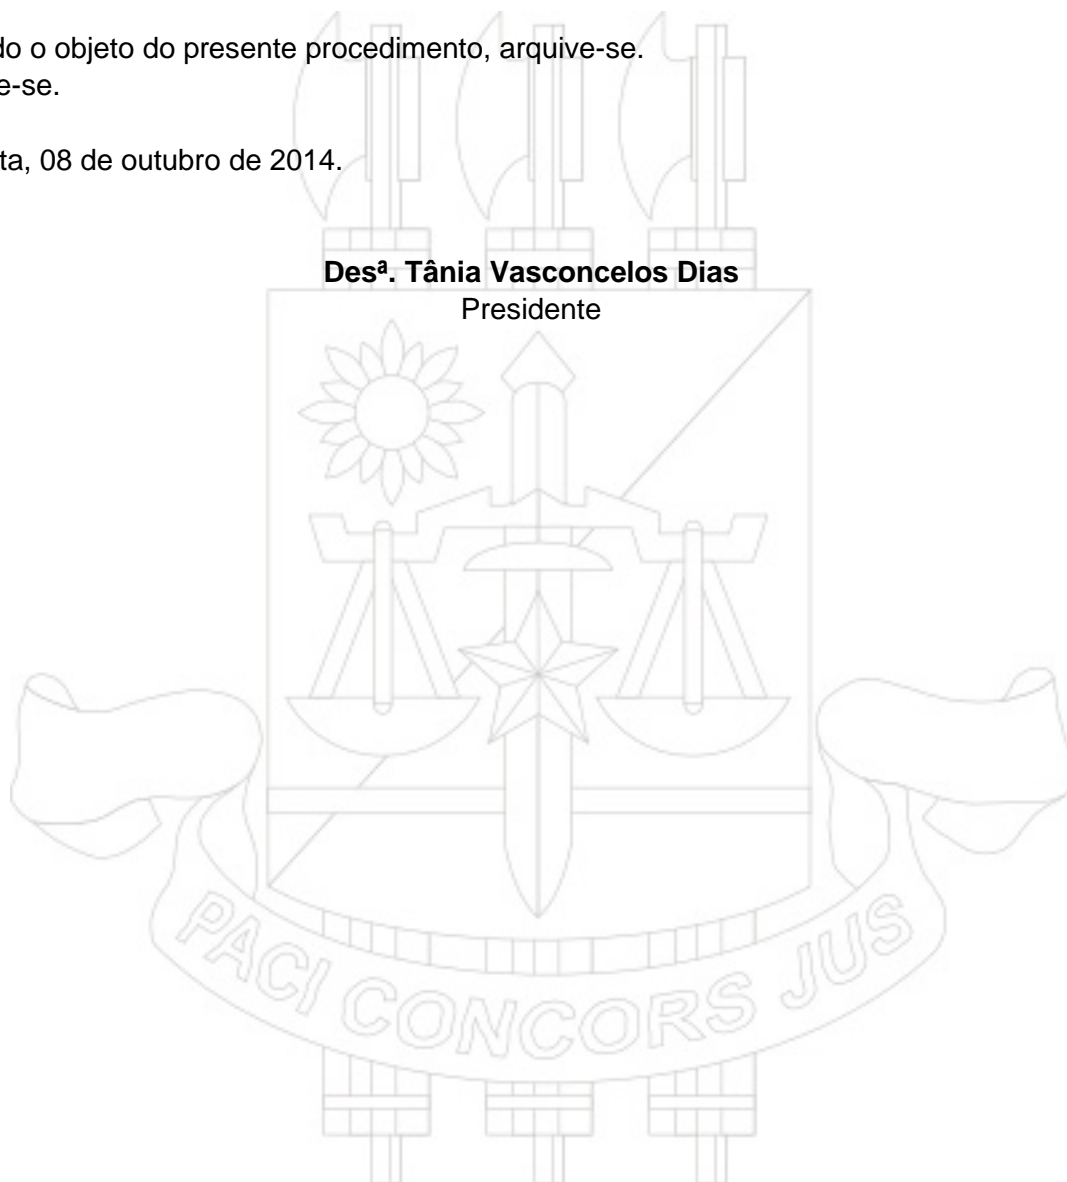 do o objeto do presente procedimento, arquive-se.
e-se.
ta, 08 de outubro de 2014.
Desª. Tânia Vasconcelos Dias
Presidente
PACI CONCORS JUS